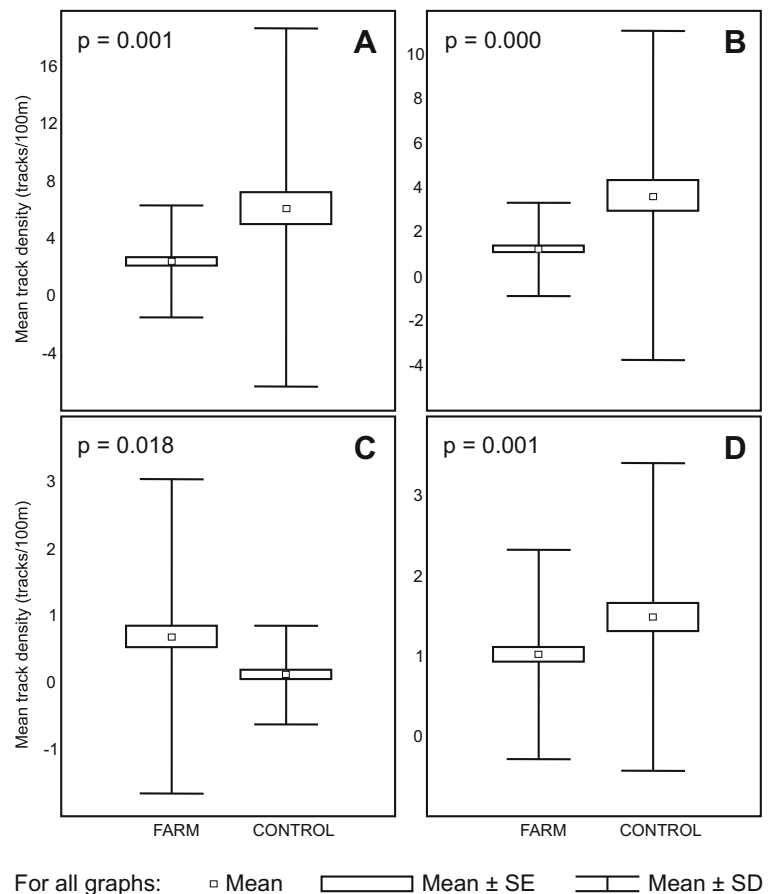 p = 0.001 A
Mean track density (tracks/100m)
16
12
8
4
0
-4
p = 0.000 B
10
8
6
4
2
0
-2
-4
p = 0.018 C
Mean track density (tracks/100m)
3
2
1
0
-1
FARM CONTROL
p = 0.001 D
3
2
1
0
FARM CONTROL
For all graphs: Mean Mean ± SE Mean ± SD